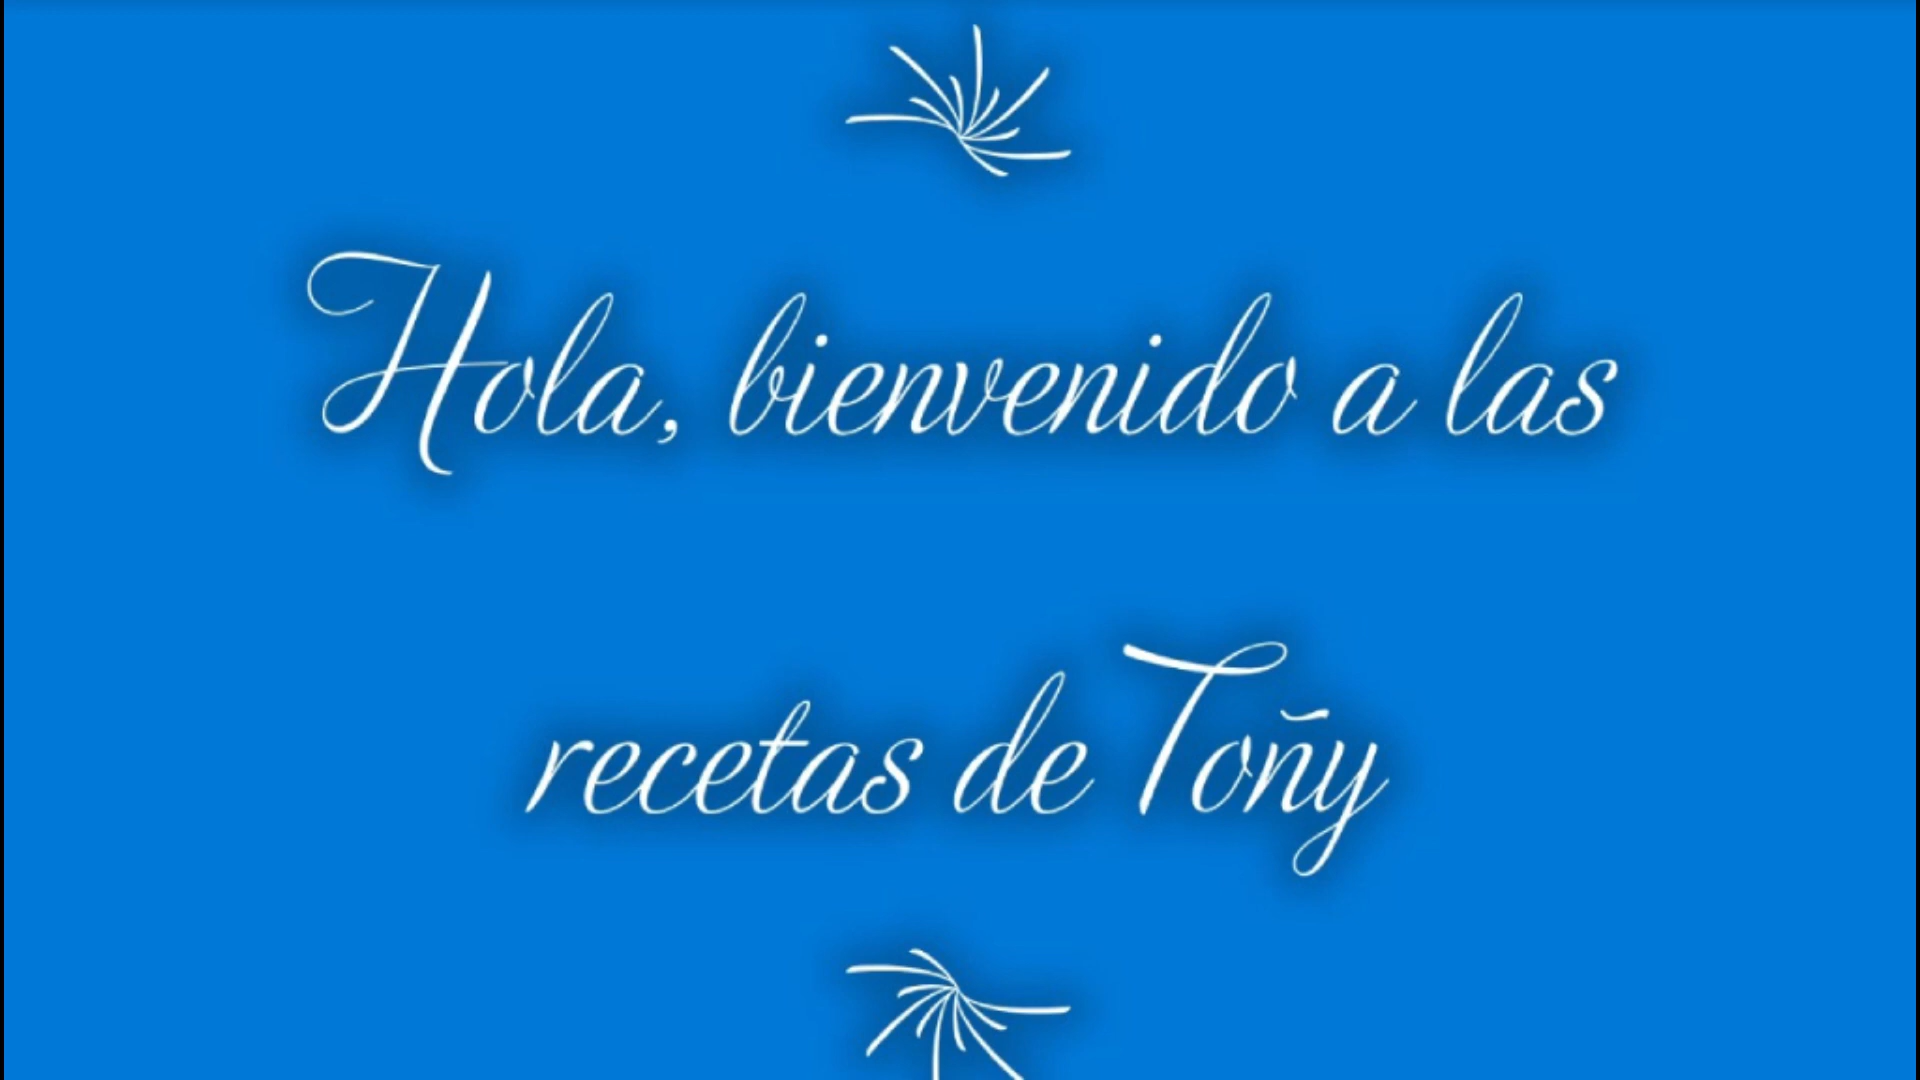 Hola, bienvenido a las
recetas de Toñy